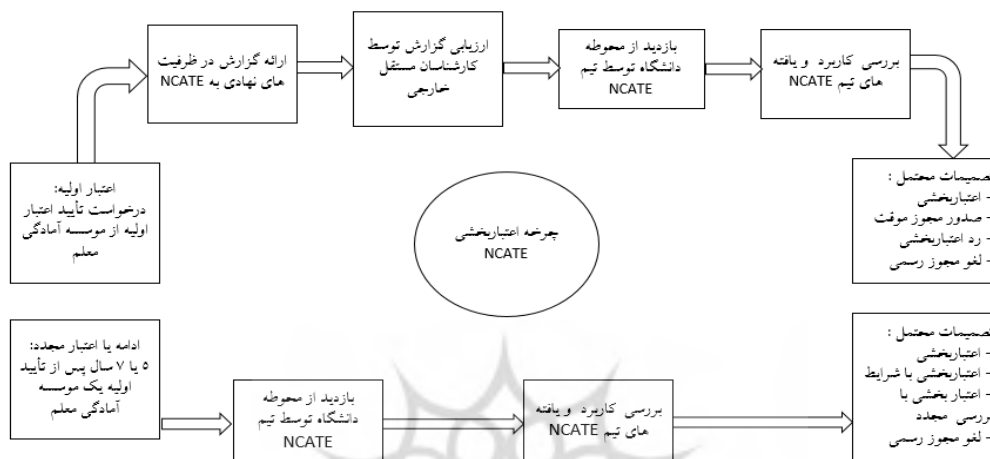 ارائه گزارش در ظرفیت
های نهادی به NCATE
ارزیابی گزارش توسط
کارشناسان مستقل
خارجی
بازدید از محوطه
دانشگاه توسط تیم
NCATE
بررسی کاربرد و یافته
های تیم NCATE
اعتبار اولیه:
درخواست تأیید اعتبار
اولیه از موسسه آمادگی
معلم
چرخه اعتباربخشی
NCATE
تصمیمات محتمل :
- اعتباربخشی
- صدور مجوز موقت
- رد اعتباربخشی
- لغو مجوز رسمی
ادامه یا اعتبار مجدد:
۵ یا ۷ سال پس از تأیید
اولیه یک موسسه
آمادگی معلم
بازدید از محوطه
دانشگاه توسط تیم
NCATE
بررسی کاربرد و یافته
های تیم NCATE
تصمیمات محتمل :
- اعتباربخشی
- اعتباربخشی با شرایط
- اعتبار بخشی با
بررسی مجدد
- لغو مجوز رسمی